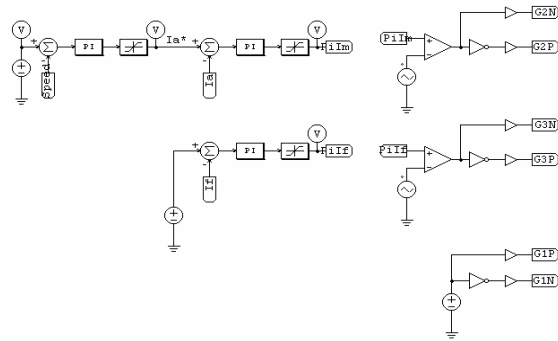 V
V
V
G2N
Ia*
PiIm
PI
PI
PiIm
G2P
Speed
Ia
V
G3N
PI
PiIf
PiIf
G3P
If
G1P
G1N